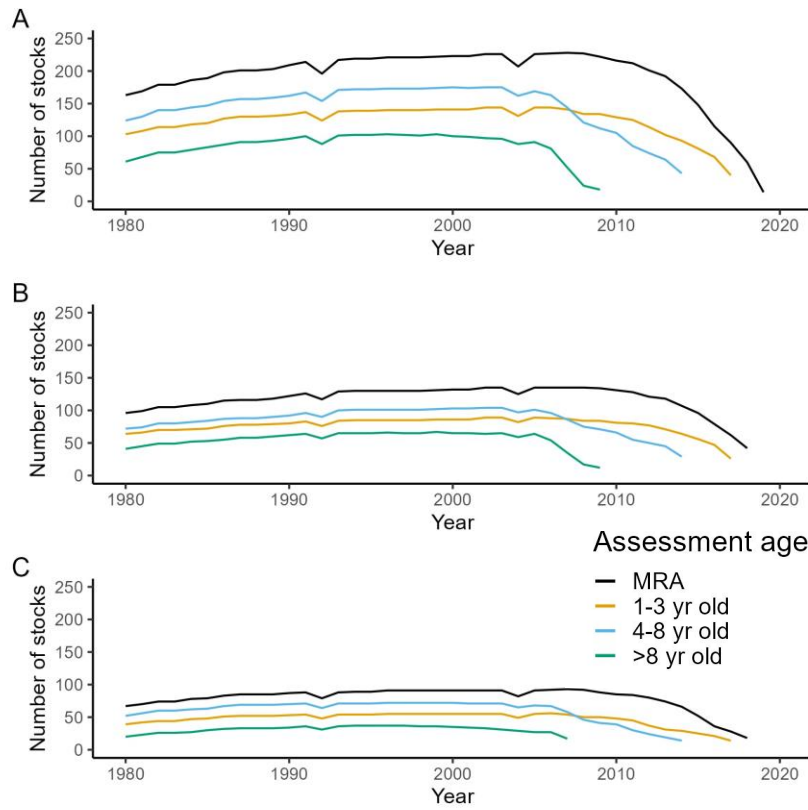 A
Number of stocks
250
200
150
100
50
0
1980 1990 2000 2010 2020
Year
B
Number of stocks
250
200
150
100
50
0
1980 1990 2000 2010 2020
Year
Assessment age
MRA
1-3 yr old
4-8 yr old
>8 yr old
C
Number of stocks
250
200
150
100
50
0
1980 1990 2000 2010 2020
Year